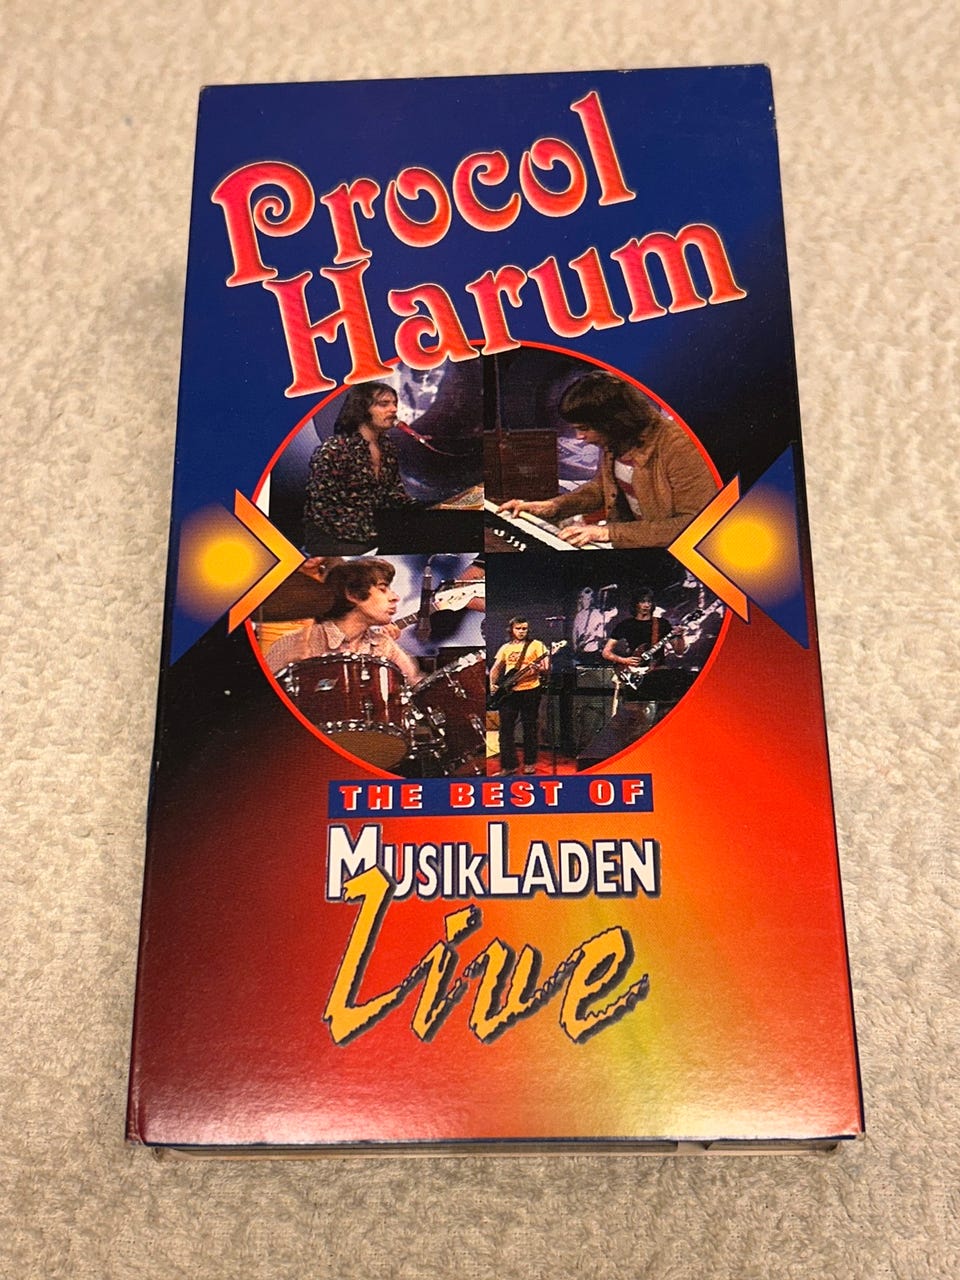 Procol
Harum
THE BEST OF
MUSIKLADEN
Live